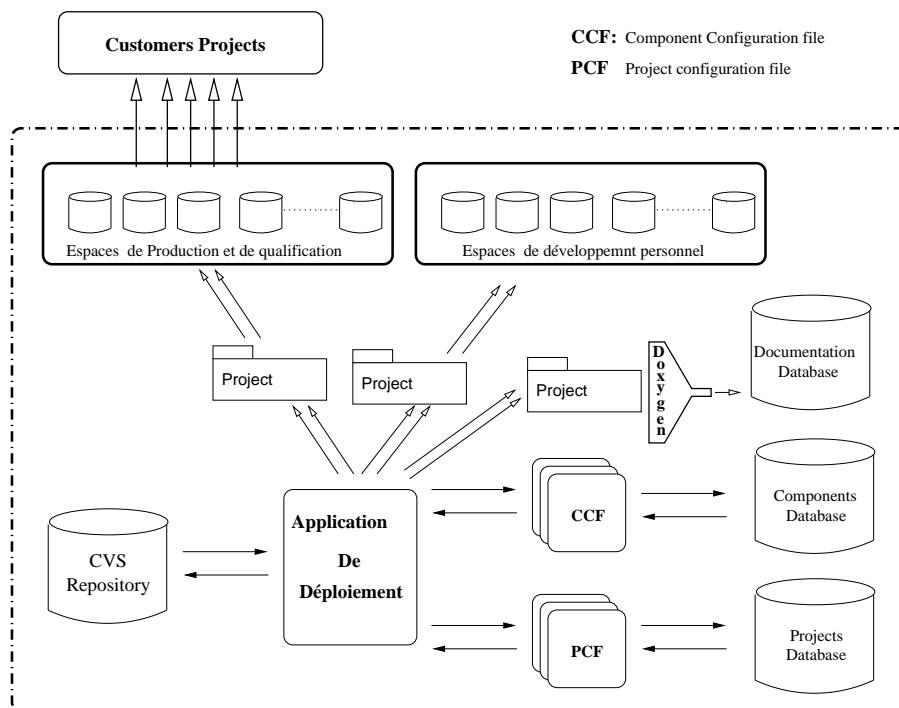 Customers Projects
CCF: Component Configuration file
PCF Project configuration file
Espaces de Production et de qualification
Espaces de développemnt personnel
Project
Project
Project
Doxygen
Documentation
Database
CVS
Repository
Application
De
Déploiement
CCF
Components
Database
PCF
Projects
Database